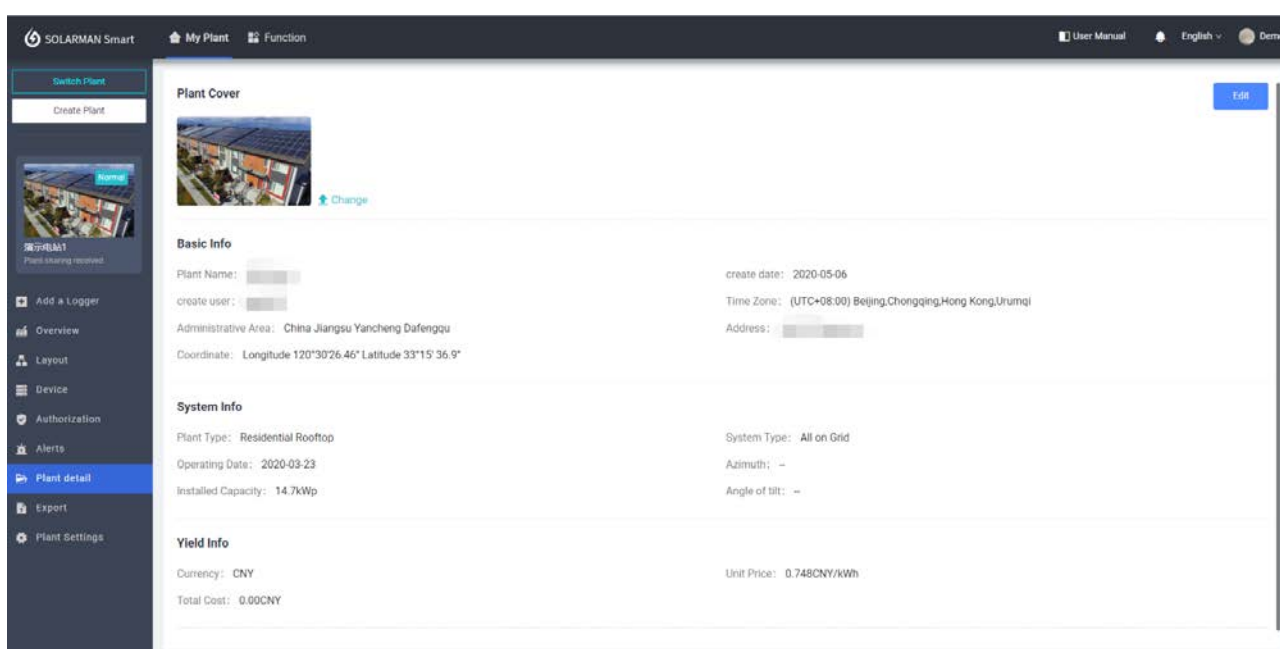 SOLARMAN Smart
My Plant
Function
User Manual
English
Dem
Switch Plant
Create Plant
Normal
演示电站1
Plant sharing received
Add a Logger
Overview
Layout
Device
Authorization
Alerts
Plant detail
Export
Plant Settings
Plant Cover
Edit
Change
Basic Info
Plant Name:
create date: 2020-05-06
create user:
Time Zone: (UTC+08:00) Beijing,Chongqing,Hong Kong,Urumqi
Administrative Area: China Jiangsu Yancheng Dafengqu
Address:
Coordinate: Longitude 120°30'26.46" Latitude 33°15' 36.9"
System Info
Plant Type: Residential Rooftop
System Type: All on Grid
Operating Date: 2020-03-23
Azimuth: --
Installed Capacity: 14.7kWp
Angle of tilt: --
Yield Info
Currency: CNY
Unit Price: 0.748CNY/kWh
Total Cost: 0.00CNY